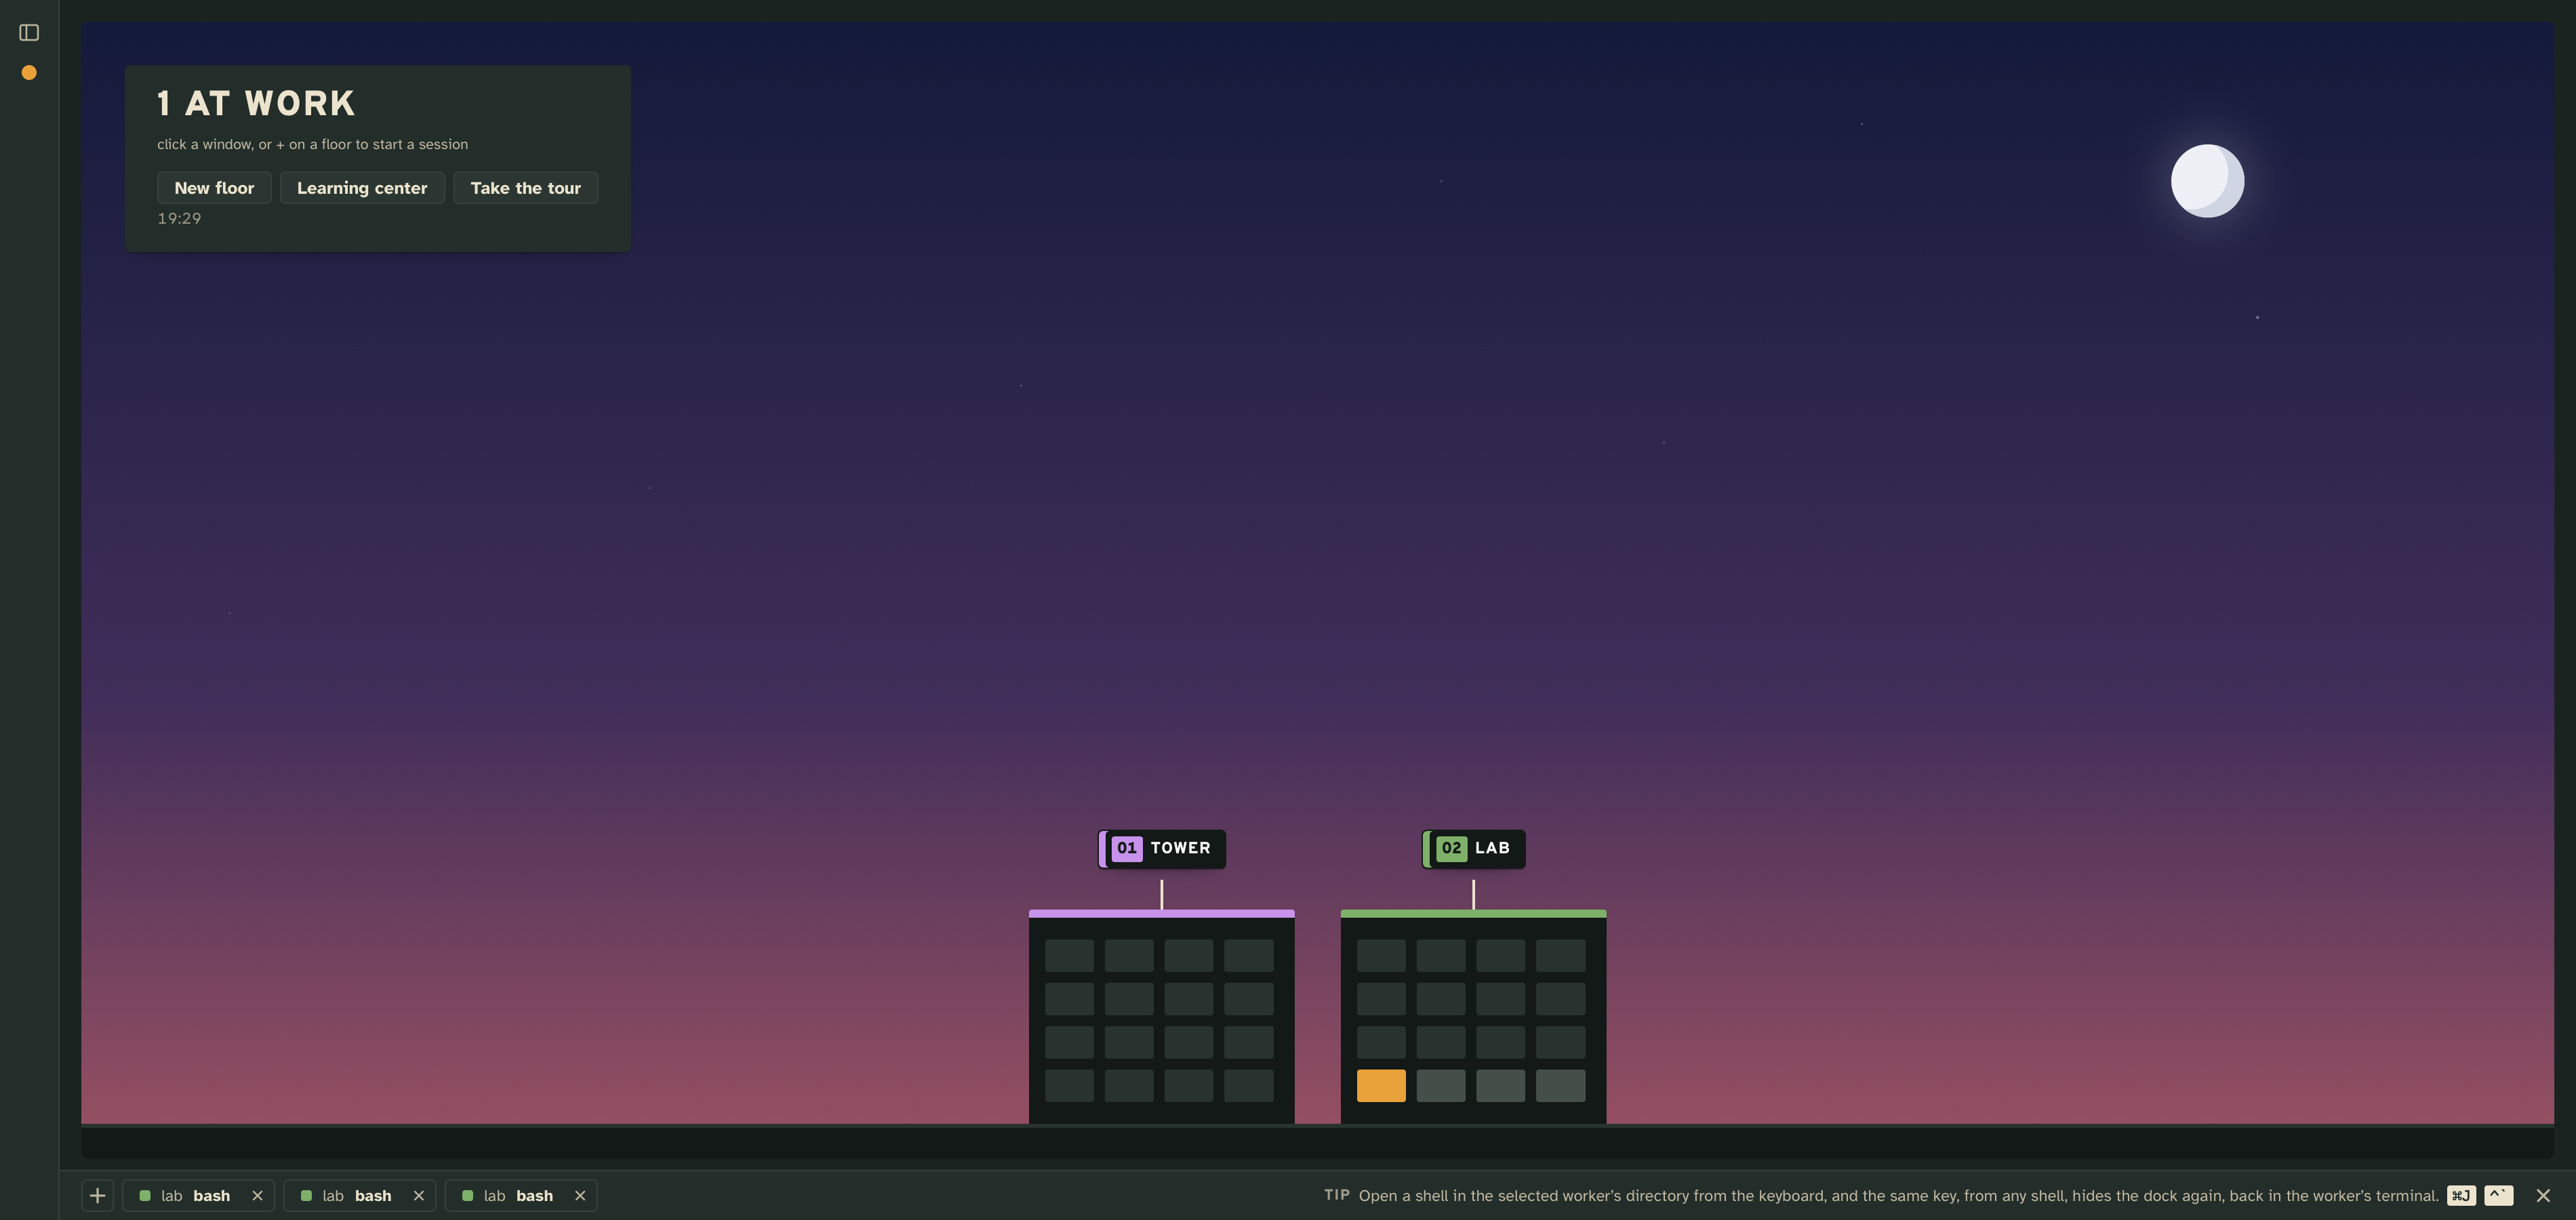 1 AT WORK
click a window, or + on a floor to start a session
New floor Learning center Take the tour
19:29
01 TOWER
02 LAB
lab bash
lab bash
lab bash
TIP Open a shell in the selected worker’s directory from the keyboard, and the same key, from any shell, hides the dock again, back in the worker’s terminal. ⌘J ^`